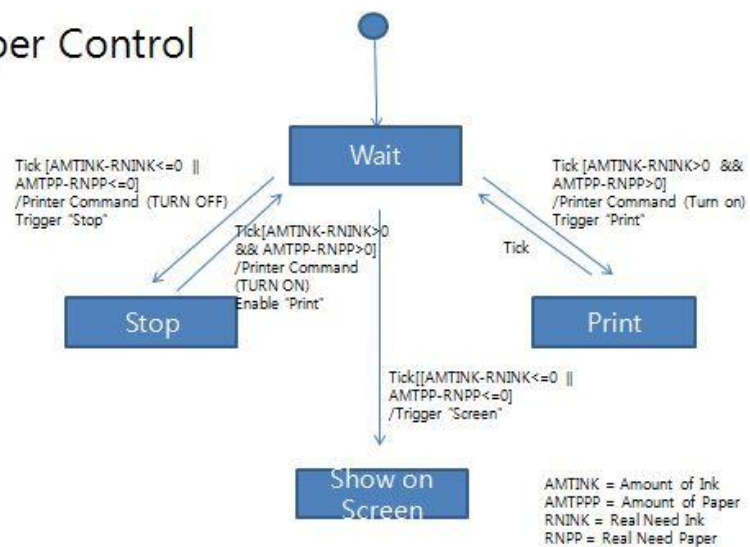 per Control
Wait
Tick [AMTINK-RNINK<=0 ||
AMTPP-RNPP<=0]
/Printer Command (TURN OFF)
Trigger "Stop"
Tick [AMTINK-RNINK>0 &&
AMTPP-RNPP>0]
/Printer Command (Turn on)
Trigger "Print"
Tick[AMTINK-RNINK>0
&& AMTPP-RNPP>0]
/Printer Command
(TURN ON)
Enable "Print"
Tick
Stop
Print
Tick[[AMTINK-RNINK<=0 ||
AMTPP-RNPP<=0]
/Trigger "Screen"
Show on
Screen
AMTINK = Amount of Ink
AMTPPP = Amount of Paper
RNINK = Real Need Ink
RNPP = Real Need Paper